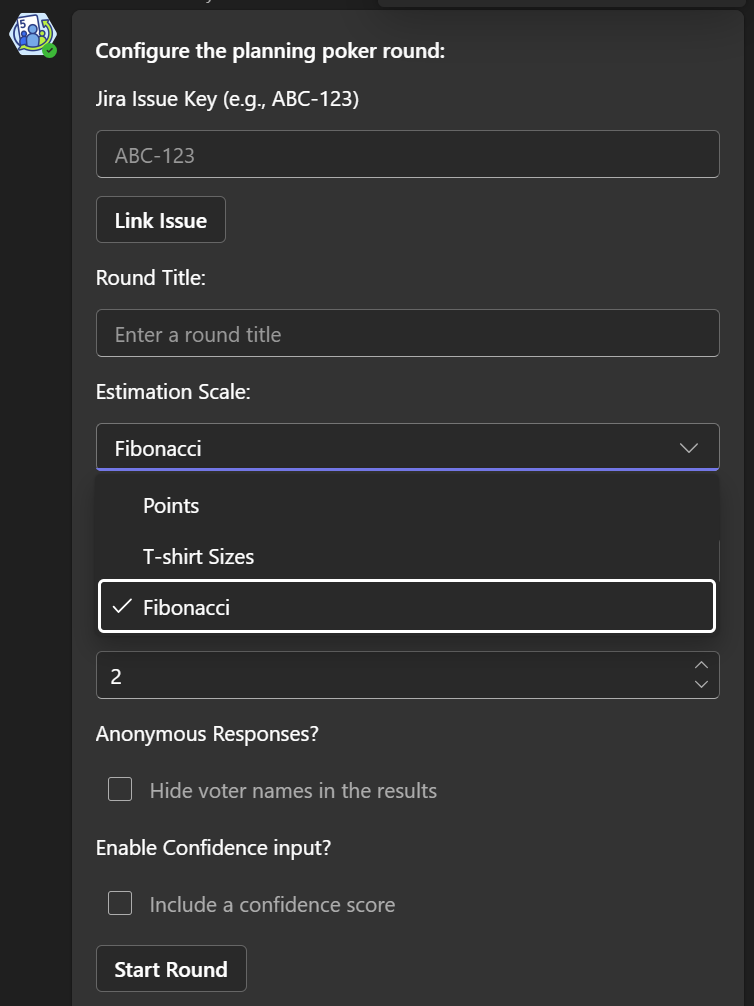 5
Configure the planning poker round:
Jira Issue Key (e.g., ABC-123)
ABC-123
Link Issue
Round Title:
Enter a round title
Estimation Scale:
Fibonacci
Points
T-shirt Sizes
Fibonacci
2
Anonymous Responses?
Hide voter names in the results
Enable Confidence input?
Include a confidence score
Start Round